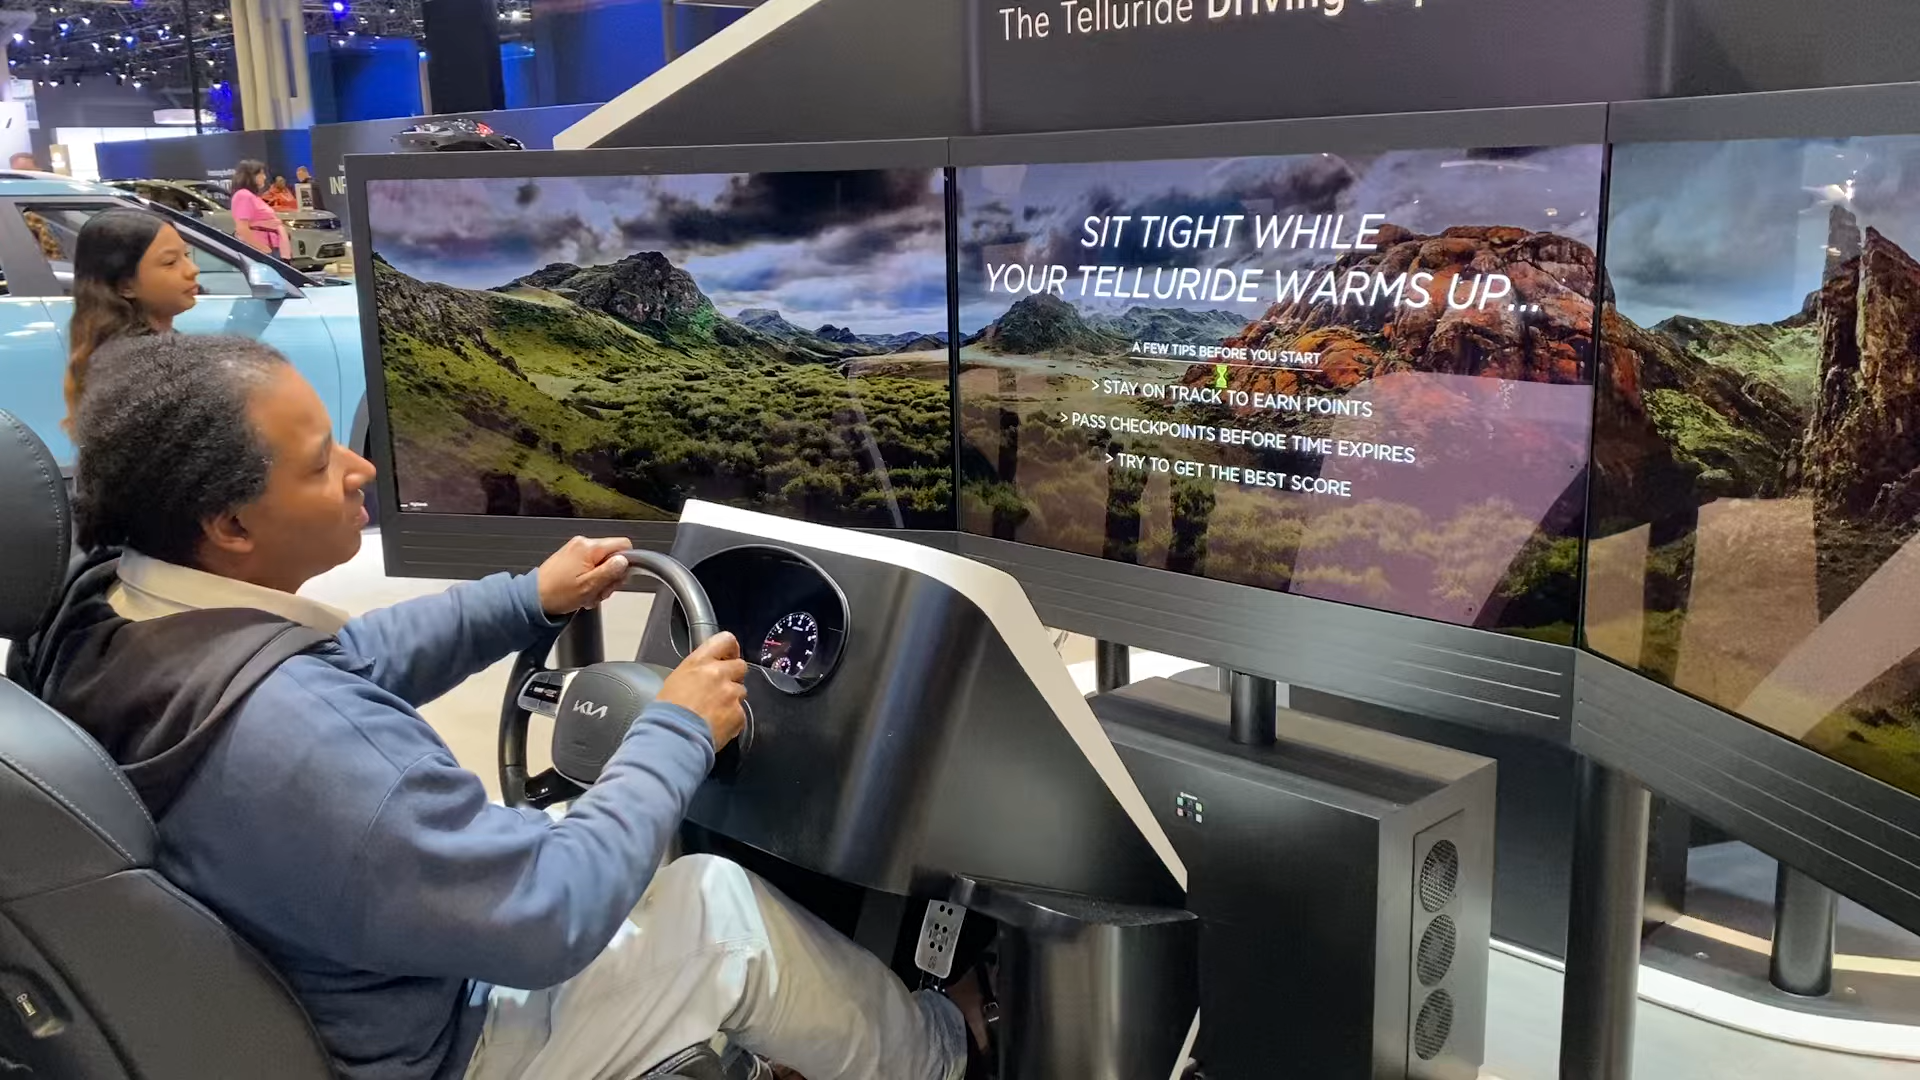 The Telluride Driving
SIT TIGHT WHILE
YOUR TELLURIDE WARMS UP...
A FEW TIPS BEFORE YOU START
> STAY ON TRACK TO EARN POINTS
> PASS CHECKPOINTS BEFORE TIME EXPIRES
> TRY TO GET THE BEST SCORE
KIA